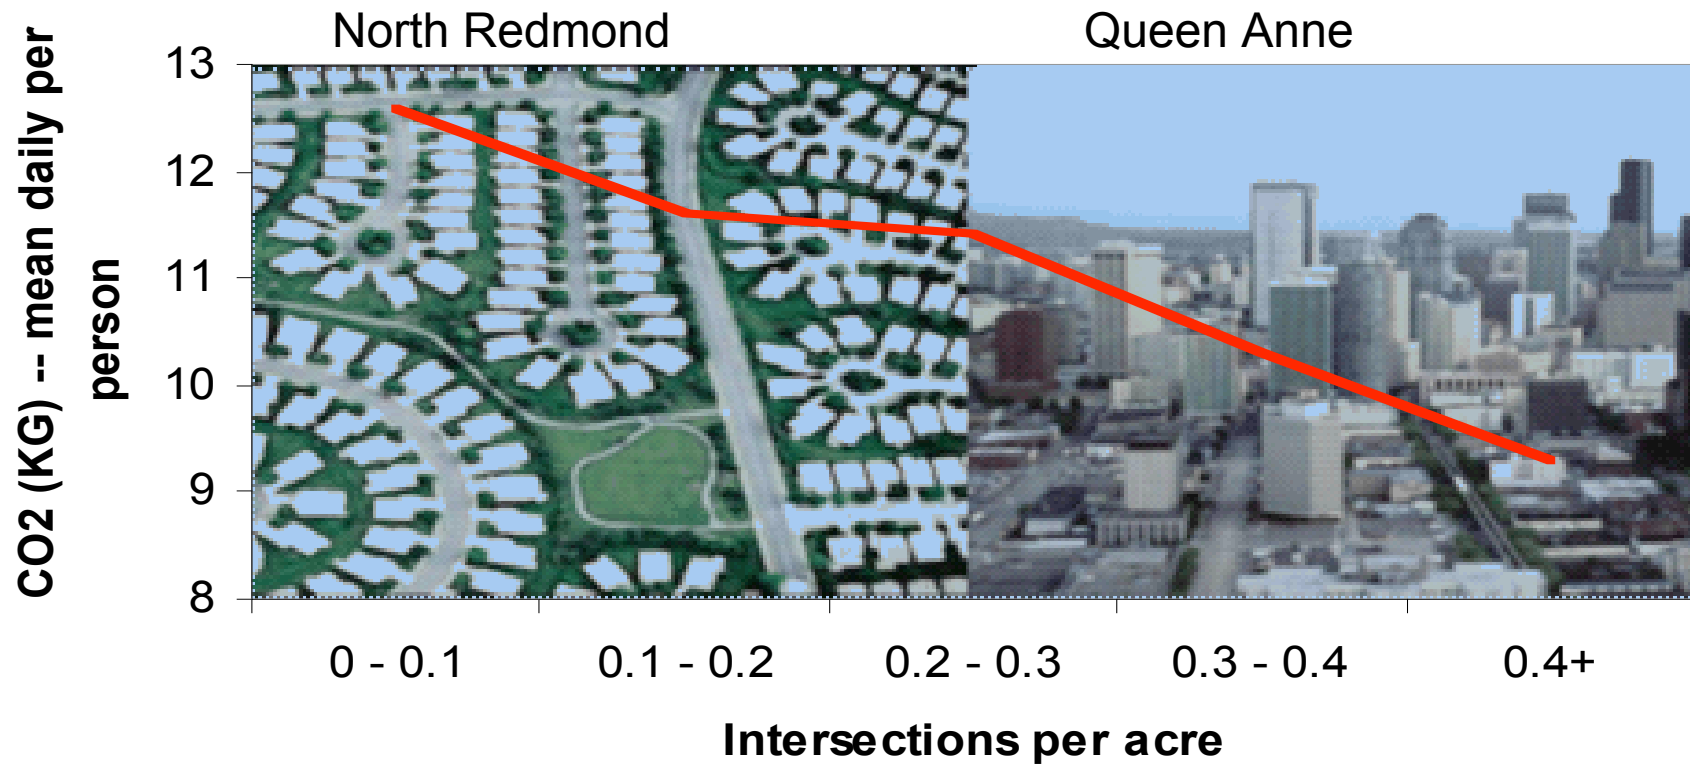 North Redmond
Queen Anne
CO2 (KG) -- mean daily per
person
13
12
11
10
9
8
0 - 0.1
0.1 - 0.2
0.2 - 0.3
0.3 - 0.4
0.4+
Intersections per acre